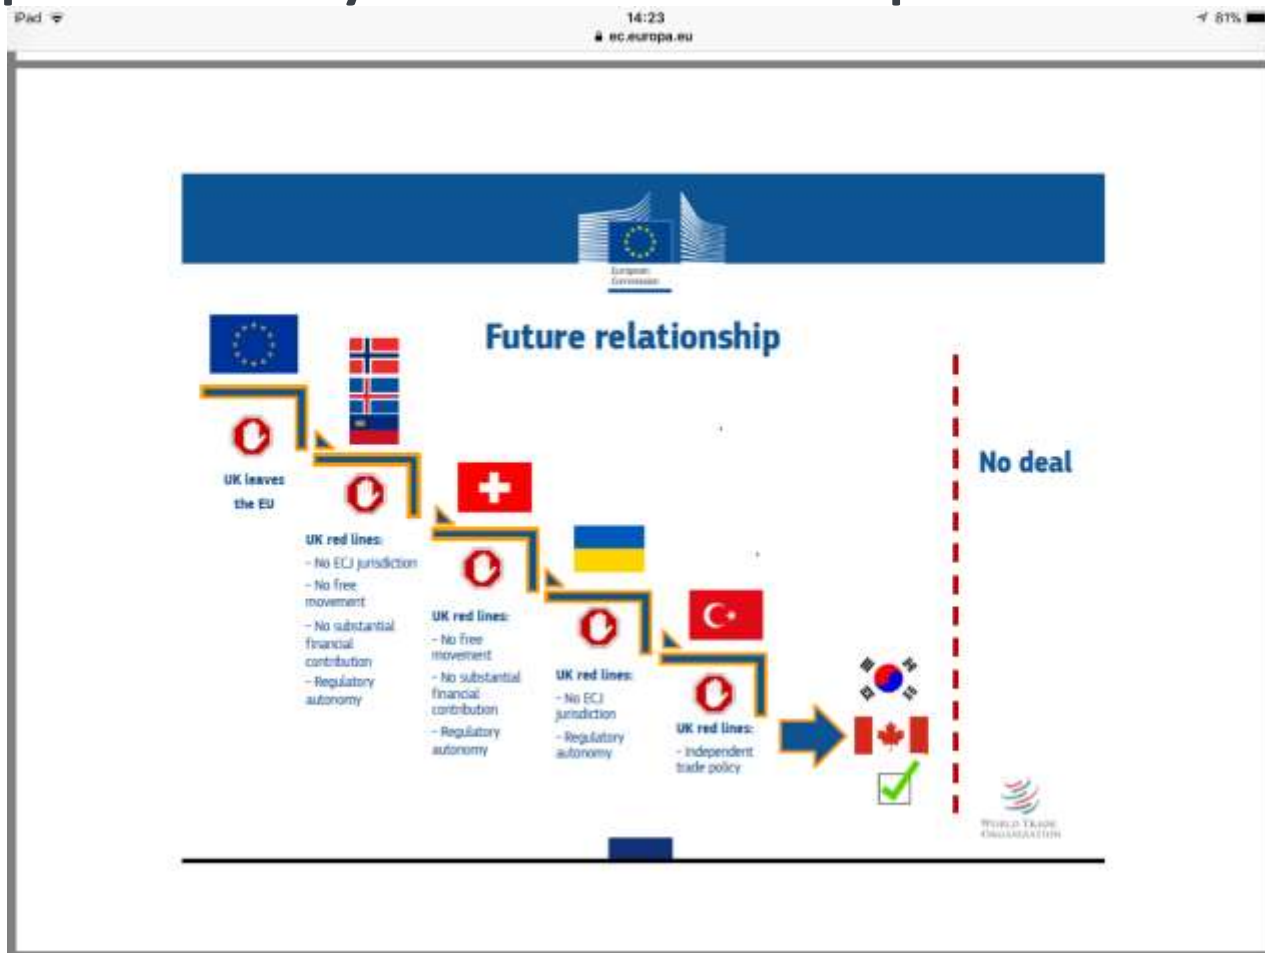 iPad
14:23
81%
ec.europa.eu
European
Commission
Future relationship
No deal
UK leaves
the EU
UK red lines:
- No ECJ jurisdiction
- No free
movement
- No substantial
financial
contribution
- Regulatory
autonomy
UK red lines:
- No free
movement
- No substantial
financial
contribution
- Regulatory
autonomy
UK red lines:
- No ECJ
jurisdiction
- Regulatory
autonomy
UK red lines:
- Independent
trade policy
WORLD TRADE
ORGANIZATION